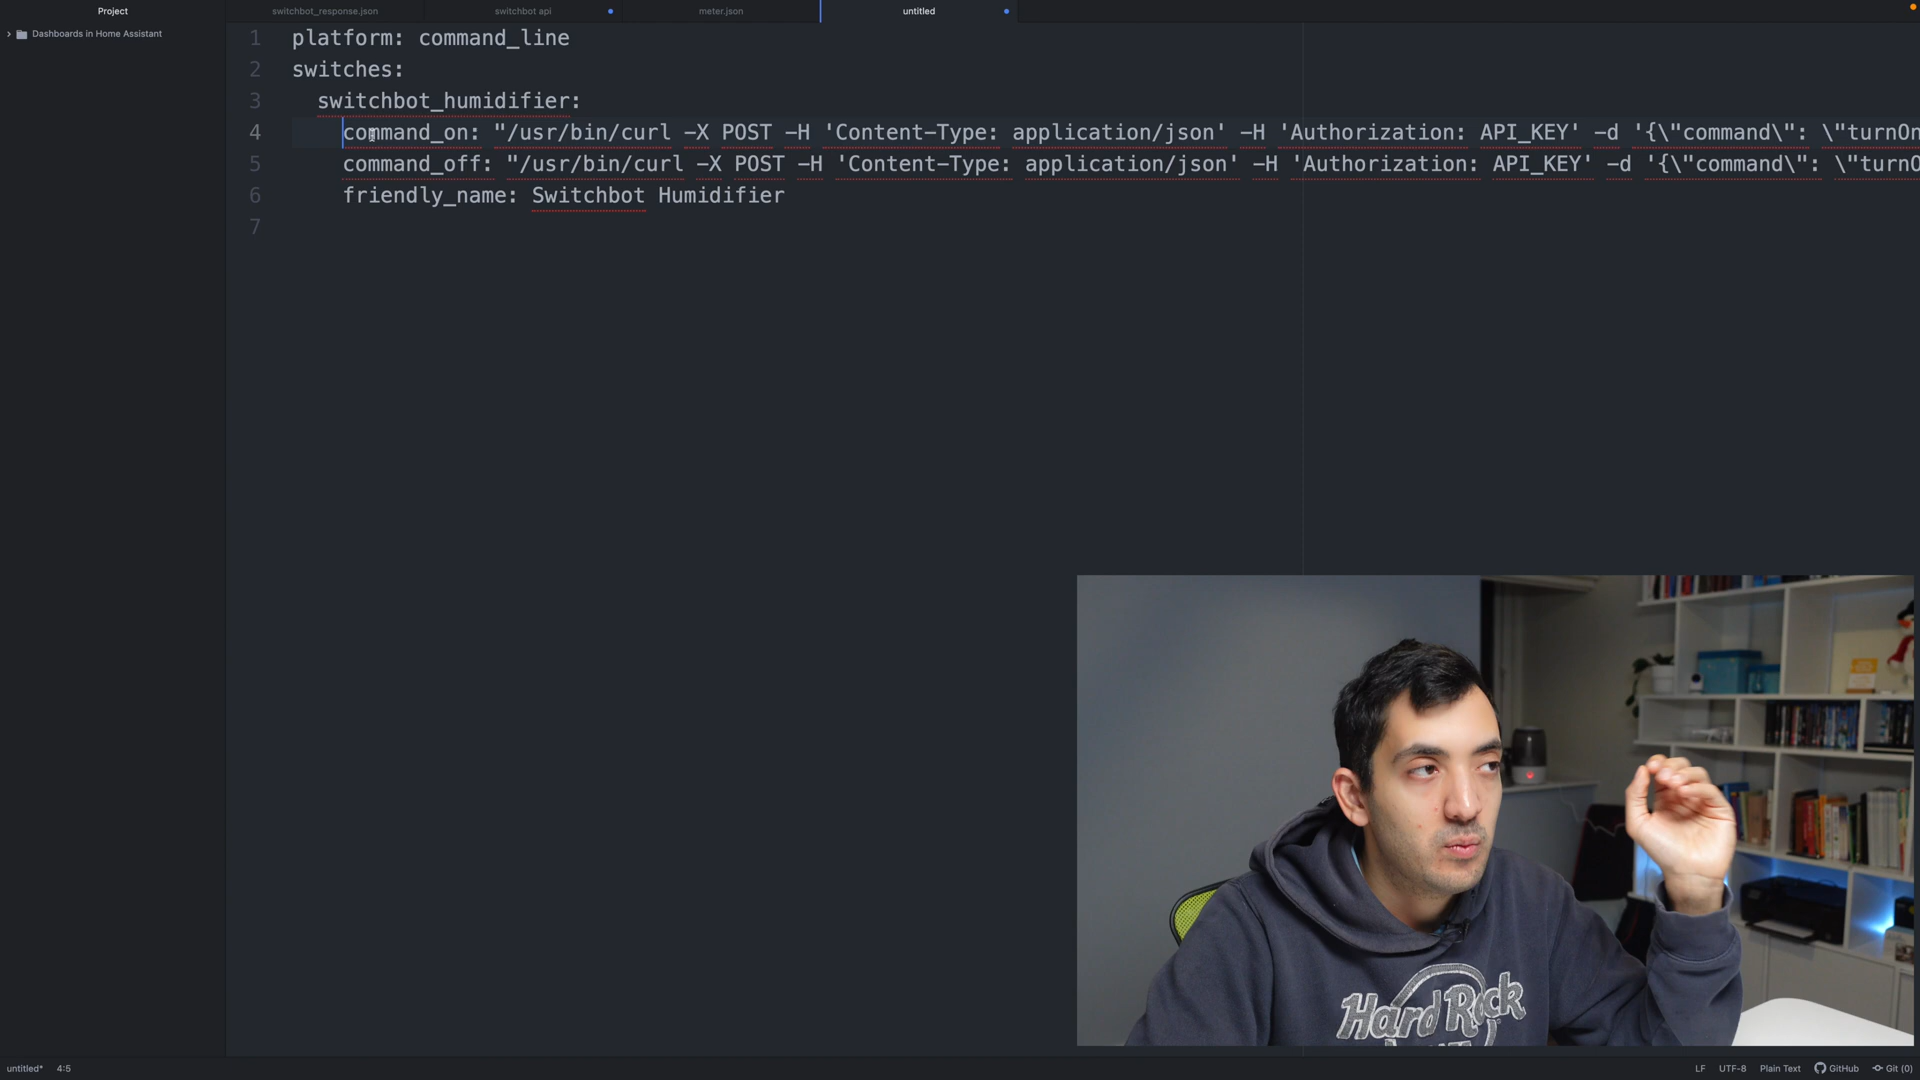 Project
switchbot_response.json
switchbot api
meter.json
untitled
Dashboards in Home Assistant
1 platform: command_line
2 switches:
3 switchbot_humidifier:
4 command_on: "/usr/bin/curl -X POST -H 'Content-Type: application/json' -H 'Authorization: API_KEY' -d '{\"command\": \"turnOn
5 command_off: "/usr/bin/curl -X POST -H 'Content-Type: application/json' -H 'Authorization: API_KEY' -d '{\"command\": \"turnO
6 friendly_name: Switchbot Humidifier
7
Hard Rock
untitled* 4:5
LF UTF-8 Plain Text GitHub Git (0)